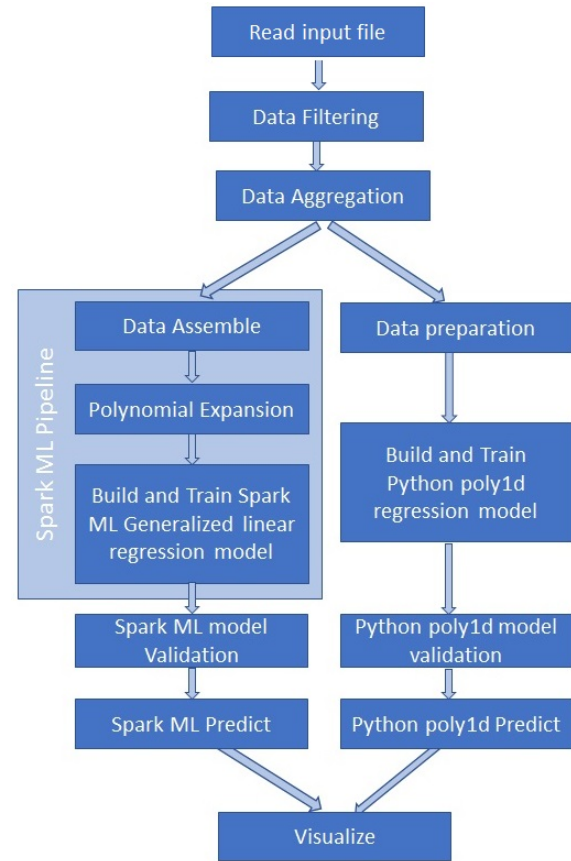 Read input file
Data Filtering
Data Aggregation
Spark ML Pipeline
Data Assemble
Polynomial Expansion
Build and Train Spark
ML Generalized linear
regression model
Spark ML model
Validation
Spark ML Predict
Data preparation
Build and Train
Python poly1d
regression model
Python poly1d model
validation
Python poly1d Predict
Visualize